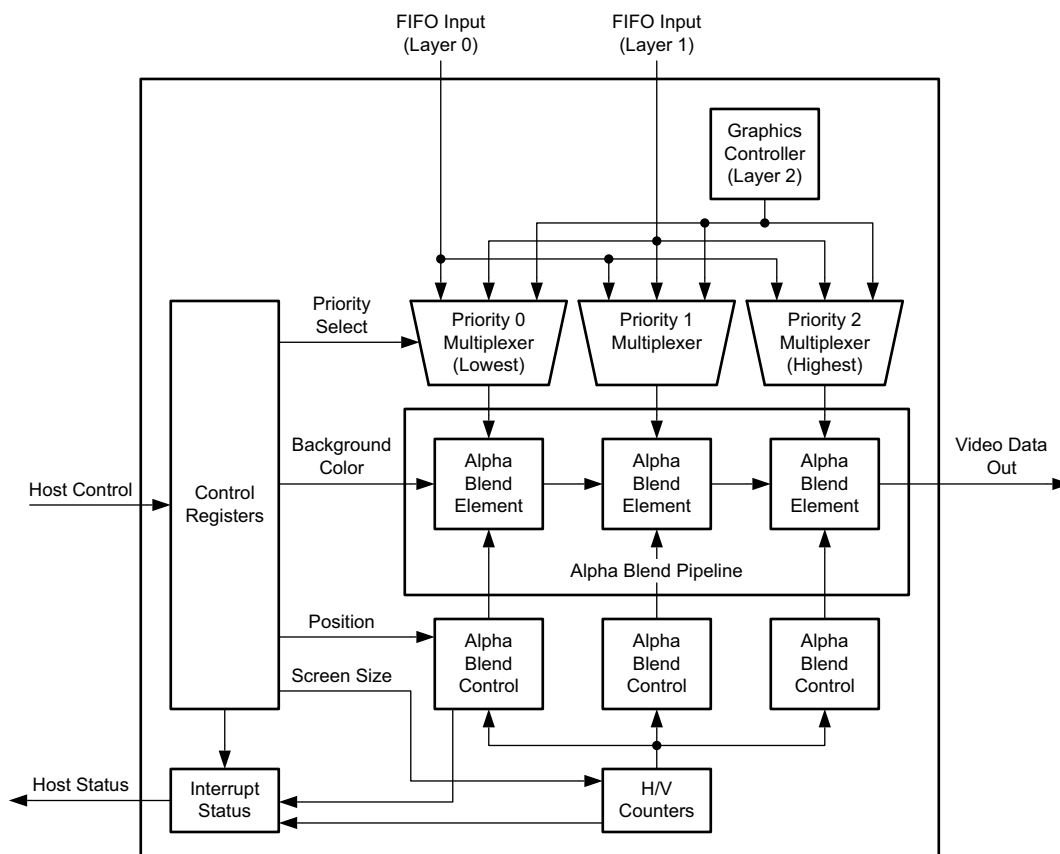 FIFO Input
(Layer 0)
FIFO Input
(Layer 1)
Graphics
Controller
(Layer 2)
Priority
Select
Priority 0
Multiplexer
(Lowest)
Priority 1
Multiplexer
Priority 2
Multiplexer
(Highest)
Background
Color
Alpha
Blend
Element
Alpha
Blend
Element
Alpha
Blend
Element
Video Data
Out
Host Control
Control
Registers
Alpha Blend Pipeline
Position
Alpha
Blend
Control
Alpha
Blend
Control
Alpha
Blend
Control
Screen Size
Host Status
Interrupt
Status
H/V
Counters